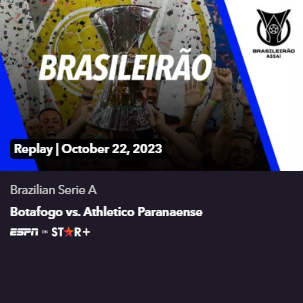 BRASILEIRÃO
BRASILEIRÃO
ASSAÍ
Replay | October 22, 2023
Brazilian Serie A
Botafogo vs. Athletico Paranaense
ESPN ON STAR+